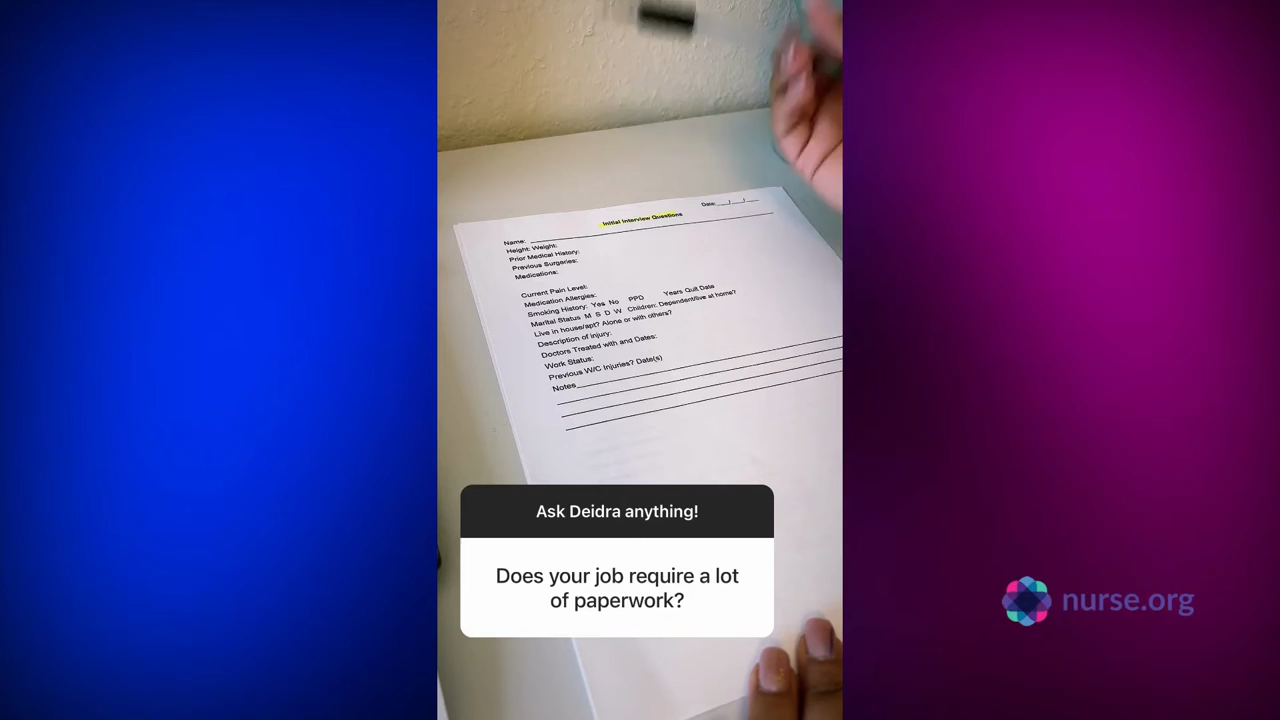 Date:___/___/___
Initial Interview Questions
Name:
Height: Weight:
Prior Medical History:
Previous Surgeries:
Medications:
Current Pain Level:
Medication Allergies:
Smoking History: Yes No PPD Years Quit Date
Marital Status M S D W Children: Dependent/live at home?
Live in house/apt? Alone or with others?
Description of injury:
Doctors Treated with and Dates:
Work Status:
Previous W/C Injuries? Date(s)
Notes
Ask Deidra anything!
Does your job require a lot
of paperwork?
nurse.org